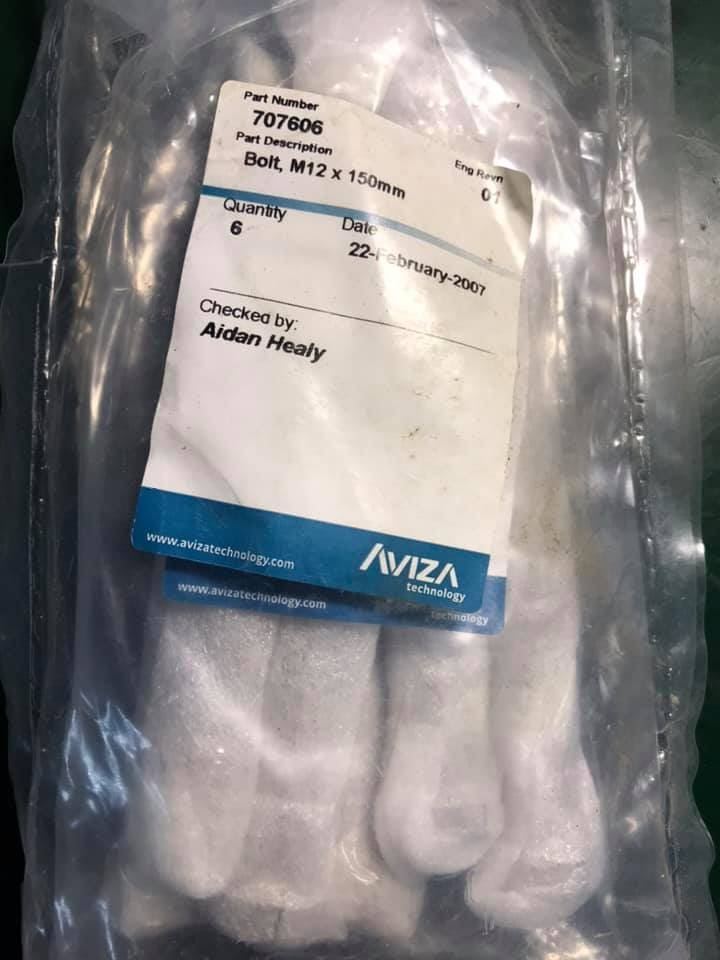 Part Number
707606
Part Description
Eng Revn
Bolt, M12 x 150mm
01
Quantity
Date
6
22-February-2007
Checked by:
Aidan Healy
www.avizatechnology.com
AVIZA
technology
www.avizatechnology.com
technology